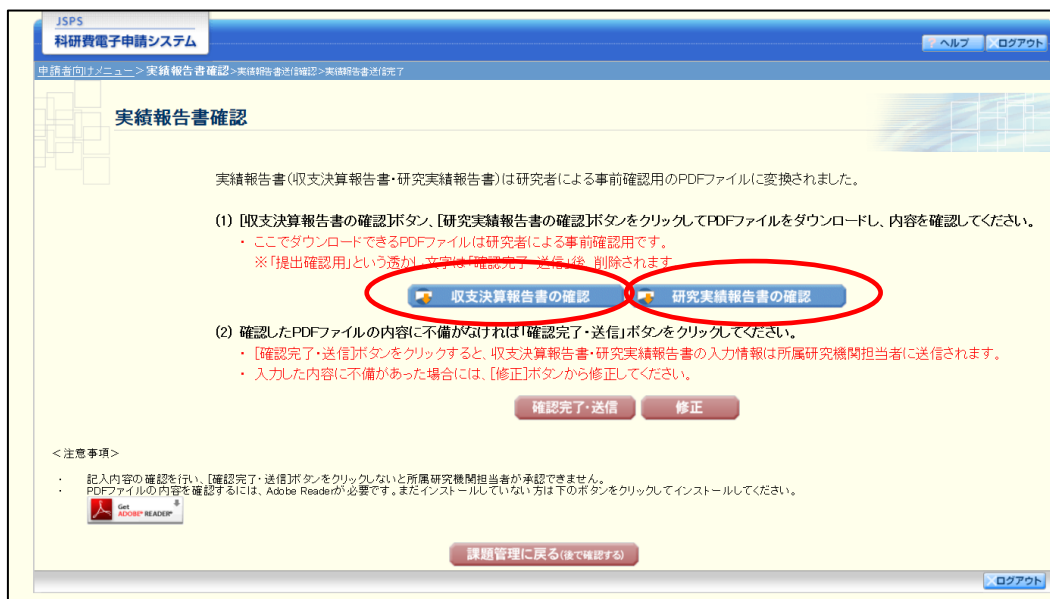 JSPS
科研費電子申請システム
ヘルプ
ログアウト
申請者向けメニュー>実績報告書確認>実績報告書送信確認>実績報告書送信完了
実績報告書確認
実績報告書(収支決算報告書・研究実績報告書)は研究者による事前確認用のPDFファイルに変換されました。
(1) [収支決算報告書の確認]ボタン、[研究実績報告書の確認]ボタンをクリックしてPDFファイルをダウンロードし、内容を確認してください。
・ ここでダウンロードできるPDFファイルは研究者による事前確認用です。
※「提出確認用」という透かし文字は「確認完了・送信」後、削除されます
収支決算報告書の確認
研究実績報告書の確認
(2) 確認したPDFファイルの内容に不備がなければ「確認完了・送信」ボタンをクリックしてください。
・ [確認完了・送信]ボタンをクリックすると、収支決算報告書・研究実績報告書の入力情報は所属研究機関担当者に送信されます。
・ 入力した内容に不備があった場合には、[修正]ボタンから修正してください。
確認完了・送信
修正
<注意事項>
・ 記入内容の確認を行い、[確認完了・送信]ボタンをクリックしないと所属研究機関担当者が承認できません。
・ PDFファイルの内容を確認するには、Adobe Readerが必要です。まだインストールしていない方は下のボタンをクリックしてインストールしてください。
Get
ADOBE® READER®
課題管理に戻る(後で確認する)
ログアウト